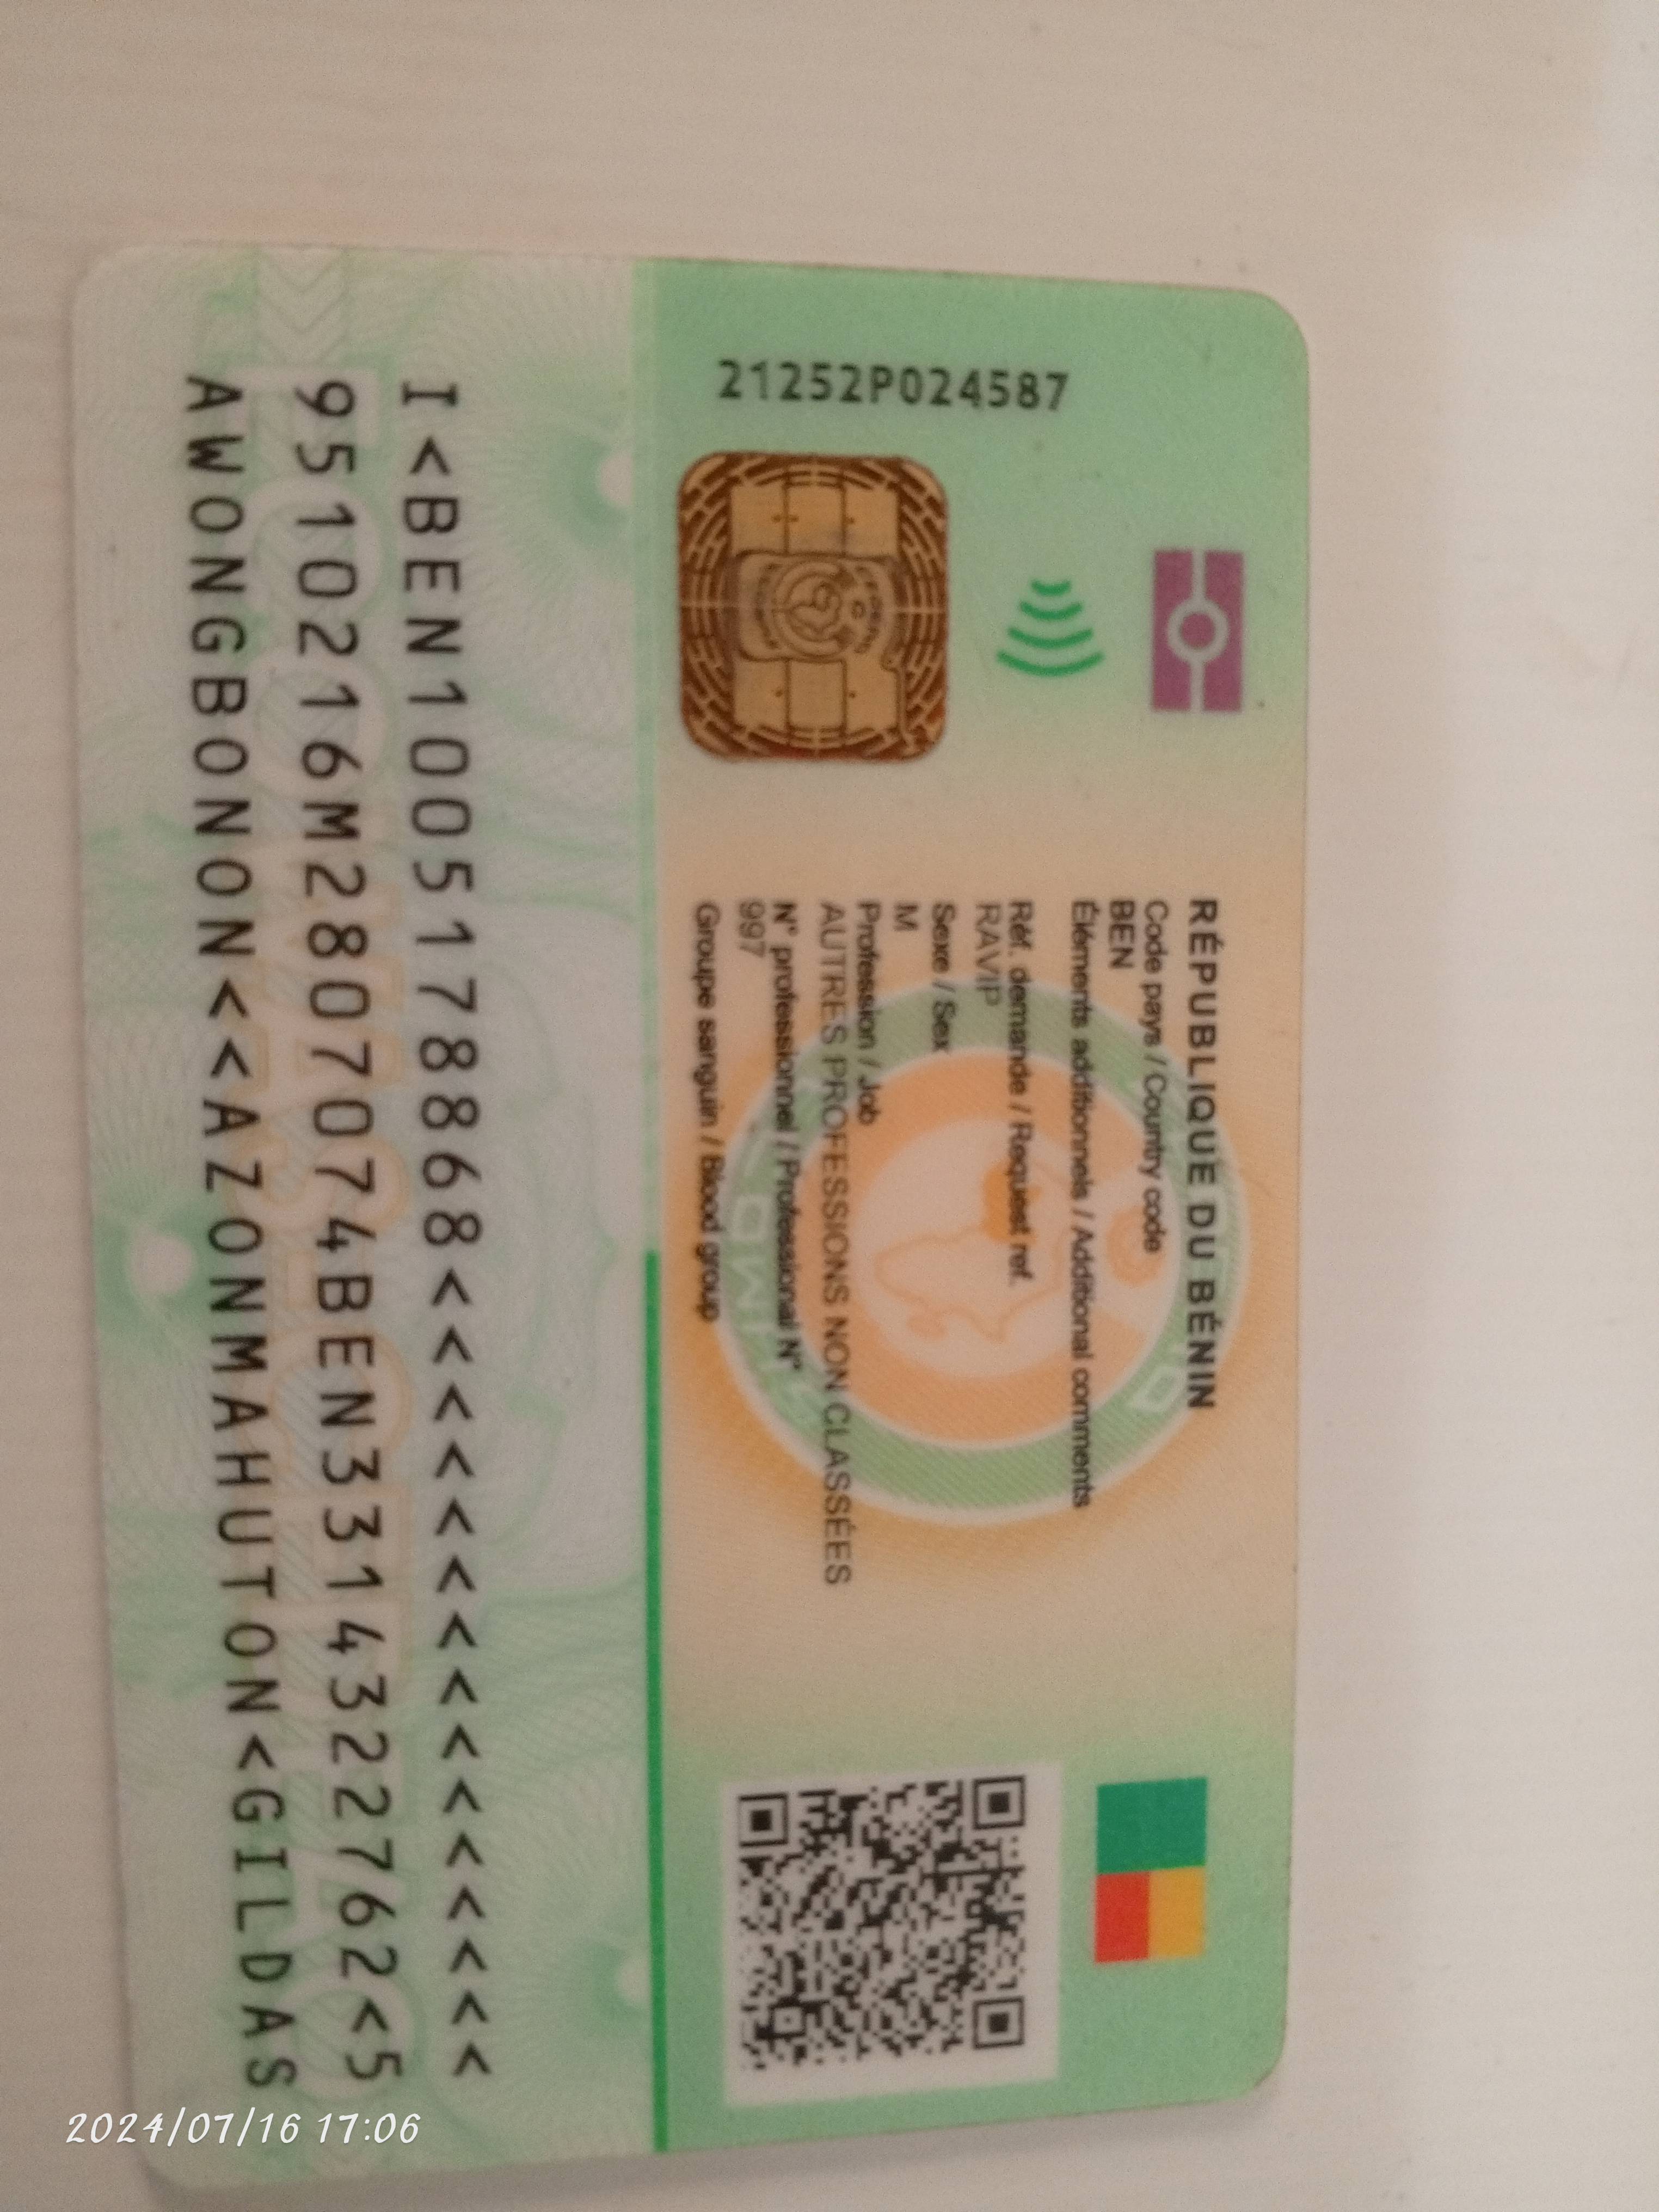 21252P024587
RÉPUBLIQUE DU BÉNIN
Code pays / Country code
BEN
Éléments additionnels / Additional comments
Réf. demande / Request ref.
RAVIP
Sexe / Sex
M
Profession / Job
AUTRES PROFESSIONS NON CLASSÉES
N° professionnel / Professional N°
997
Groupe sanguin / Blood group
I<BEN1005178868<<<<<<<<<<<<<<<
9510216M2807074BEN3314322762<5
AWONGBONON<<AZONMAHUTON<GILDAS
2024/07/16 17:06